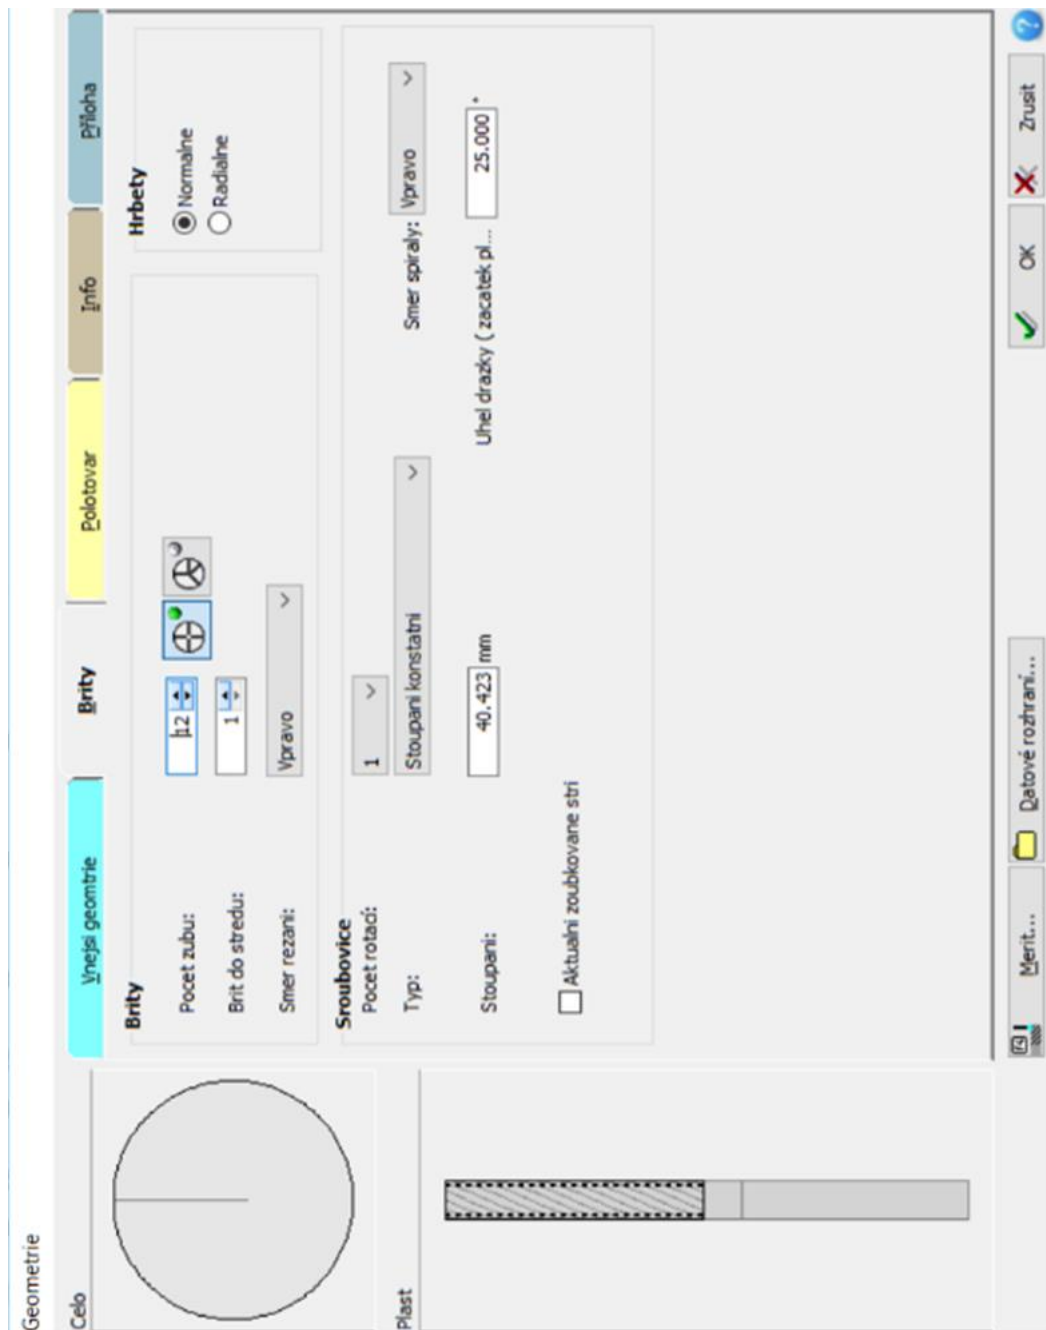 Geometrie
Celo
Plast
Vnejsi geomtrie
Brity
Polotovar
Info
Příloha
Brity
Pocet zubu: 12
Brit do stredu: 1
Smer rezani: Vpravo
Hrbety
Normalne
Radialne
Sroubovice
Pocet rotací: 1
Typ: Stoupani konstatni
Smer spiraly: Vpravo
Stoupani: 40.423 mm
Uhel drazky ( zacatek pl... 25.000 °
Aktualni zoubkovane stri
Merit...
Datové rozhraní...
OK
Zrusit
?